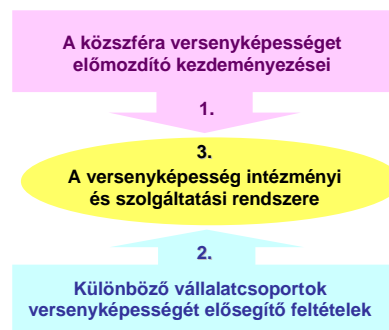 A közszféra versenyképességet
előmozdító kezdeményezései
1.
3.
A versenyképesség intézményi
és szolgáltatási rendszere
2.
Különböző vállalatcsoportok
versenyképességét elősegítő feltételek